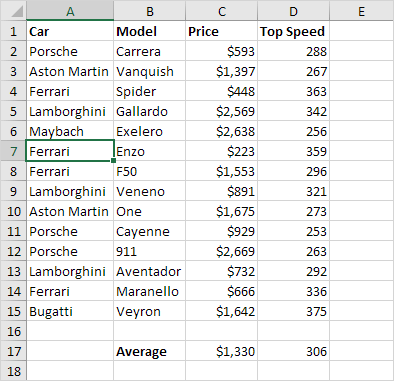 A B C D E
1 Car Model Price Top Speed
2 Porsche Carrera $593 288
3 Aston Martin Vanquish $1,397 267
4 Ferrari Spider $448 363
5 Lamborghini Gallardo $2,569 342
6 Maybach Exelero $2,638 256
7 Ferrari Enzo $223 359
8 Ferrari F50 $1,553 296
9 Lamborghini Veneno $891 321
10 Aston Martin One $1,675 273
11 Porsche Cayenne $929 253
12 Porsche 911 $2,669 263
13 Lamborghini Aventador $732 292
14 Ferrari Maranello $666 336
15 Bugatti Veyron $1,642 375
16
17 Average $1,330 306
18